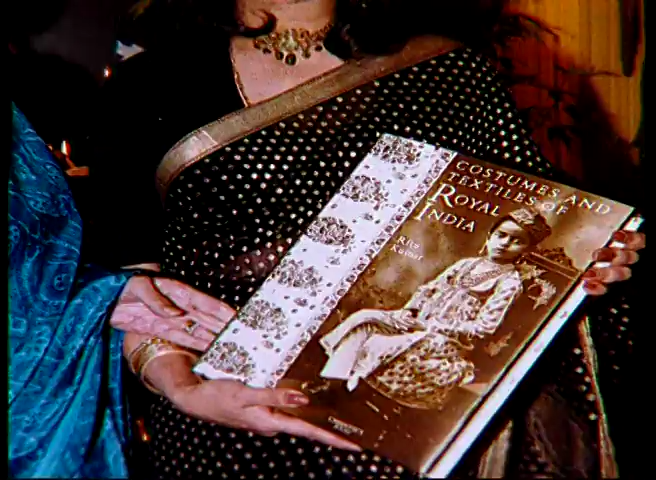 COSTUMES AND
TEXTILES OF
ROYAL
INDIA
Ritu
Kumar